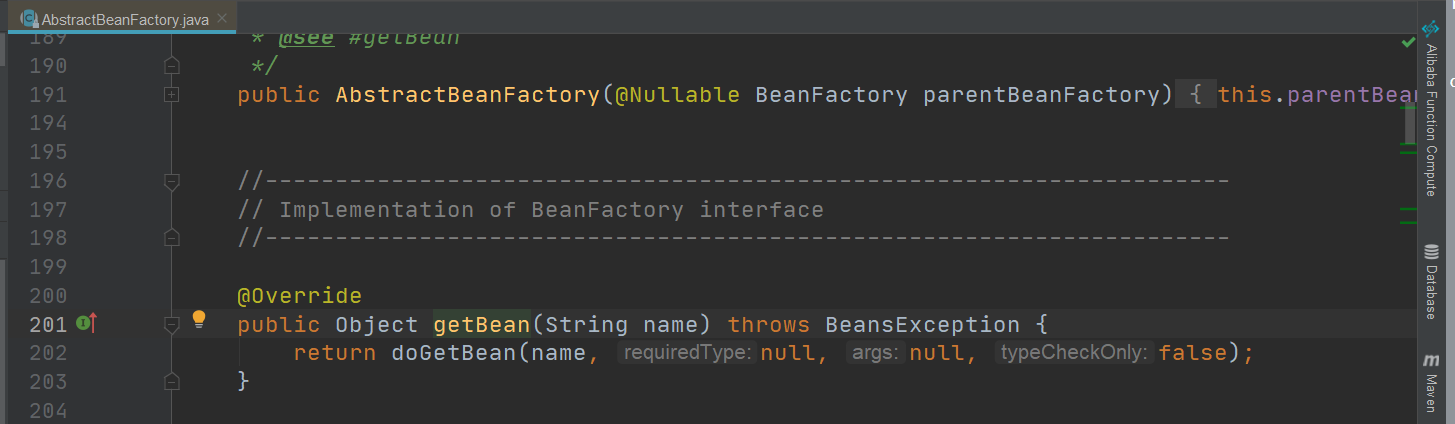 AbstractBeanFactory.java
189 * @see #getBean
190 */
191 public AbstractBeanFactory(@Nullable BeanFactory parentBeanFactory) { this.parentBean
194
195
196 //---------------------------------------------------------------------
197 // Implementation of BeanFactory interface
198 //---------------------------------------------------------------------
199
200 @Override
201 public Object getBean(String name) throws BeansException {
202 return doGetBean(name, requiredType: null, args: null, typeCheckOnly: false);
203 }
204
Alibaba Function Compute
Database
Maven